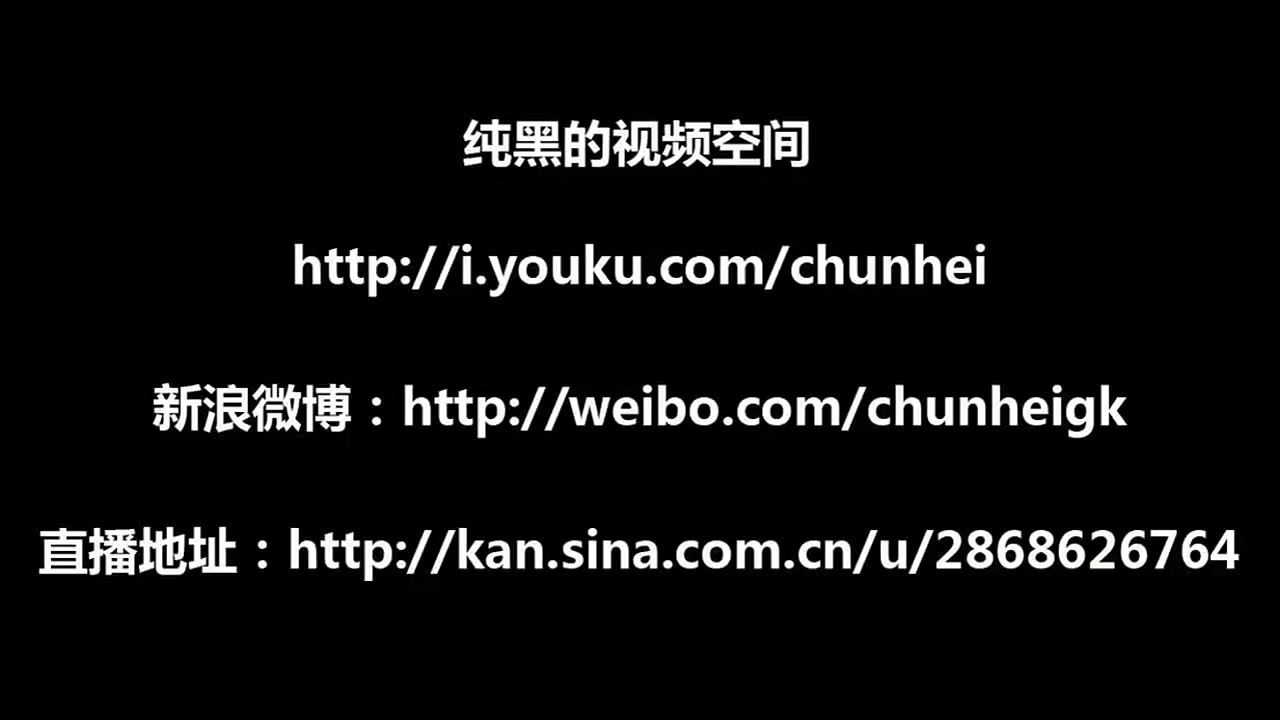 纯黑的视频空间
http://i.youku.com/chunhei
新浪微博：http://weibo.com/chunheigk
直播地址：http://kan.sina.com.cn/u/2868626764